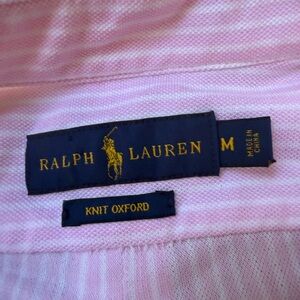 RALPH LAUREN
M
MADE IN
CHINA
KNIT OXFORD